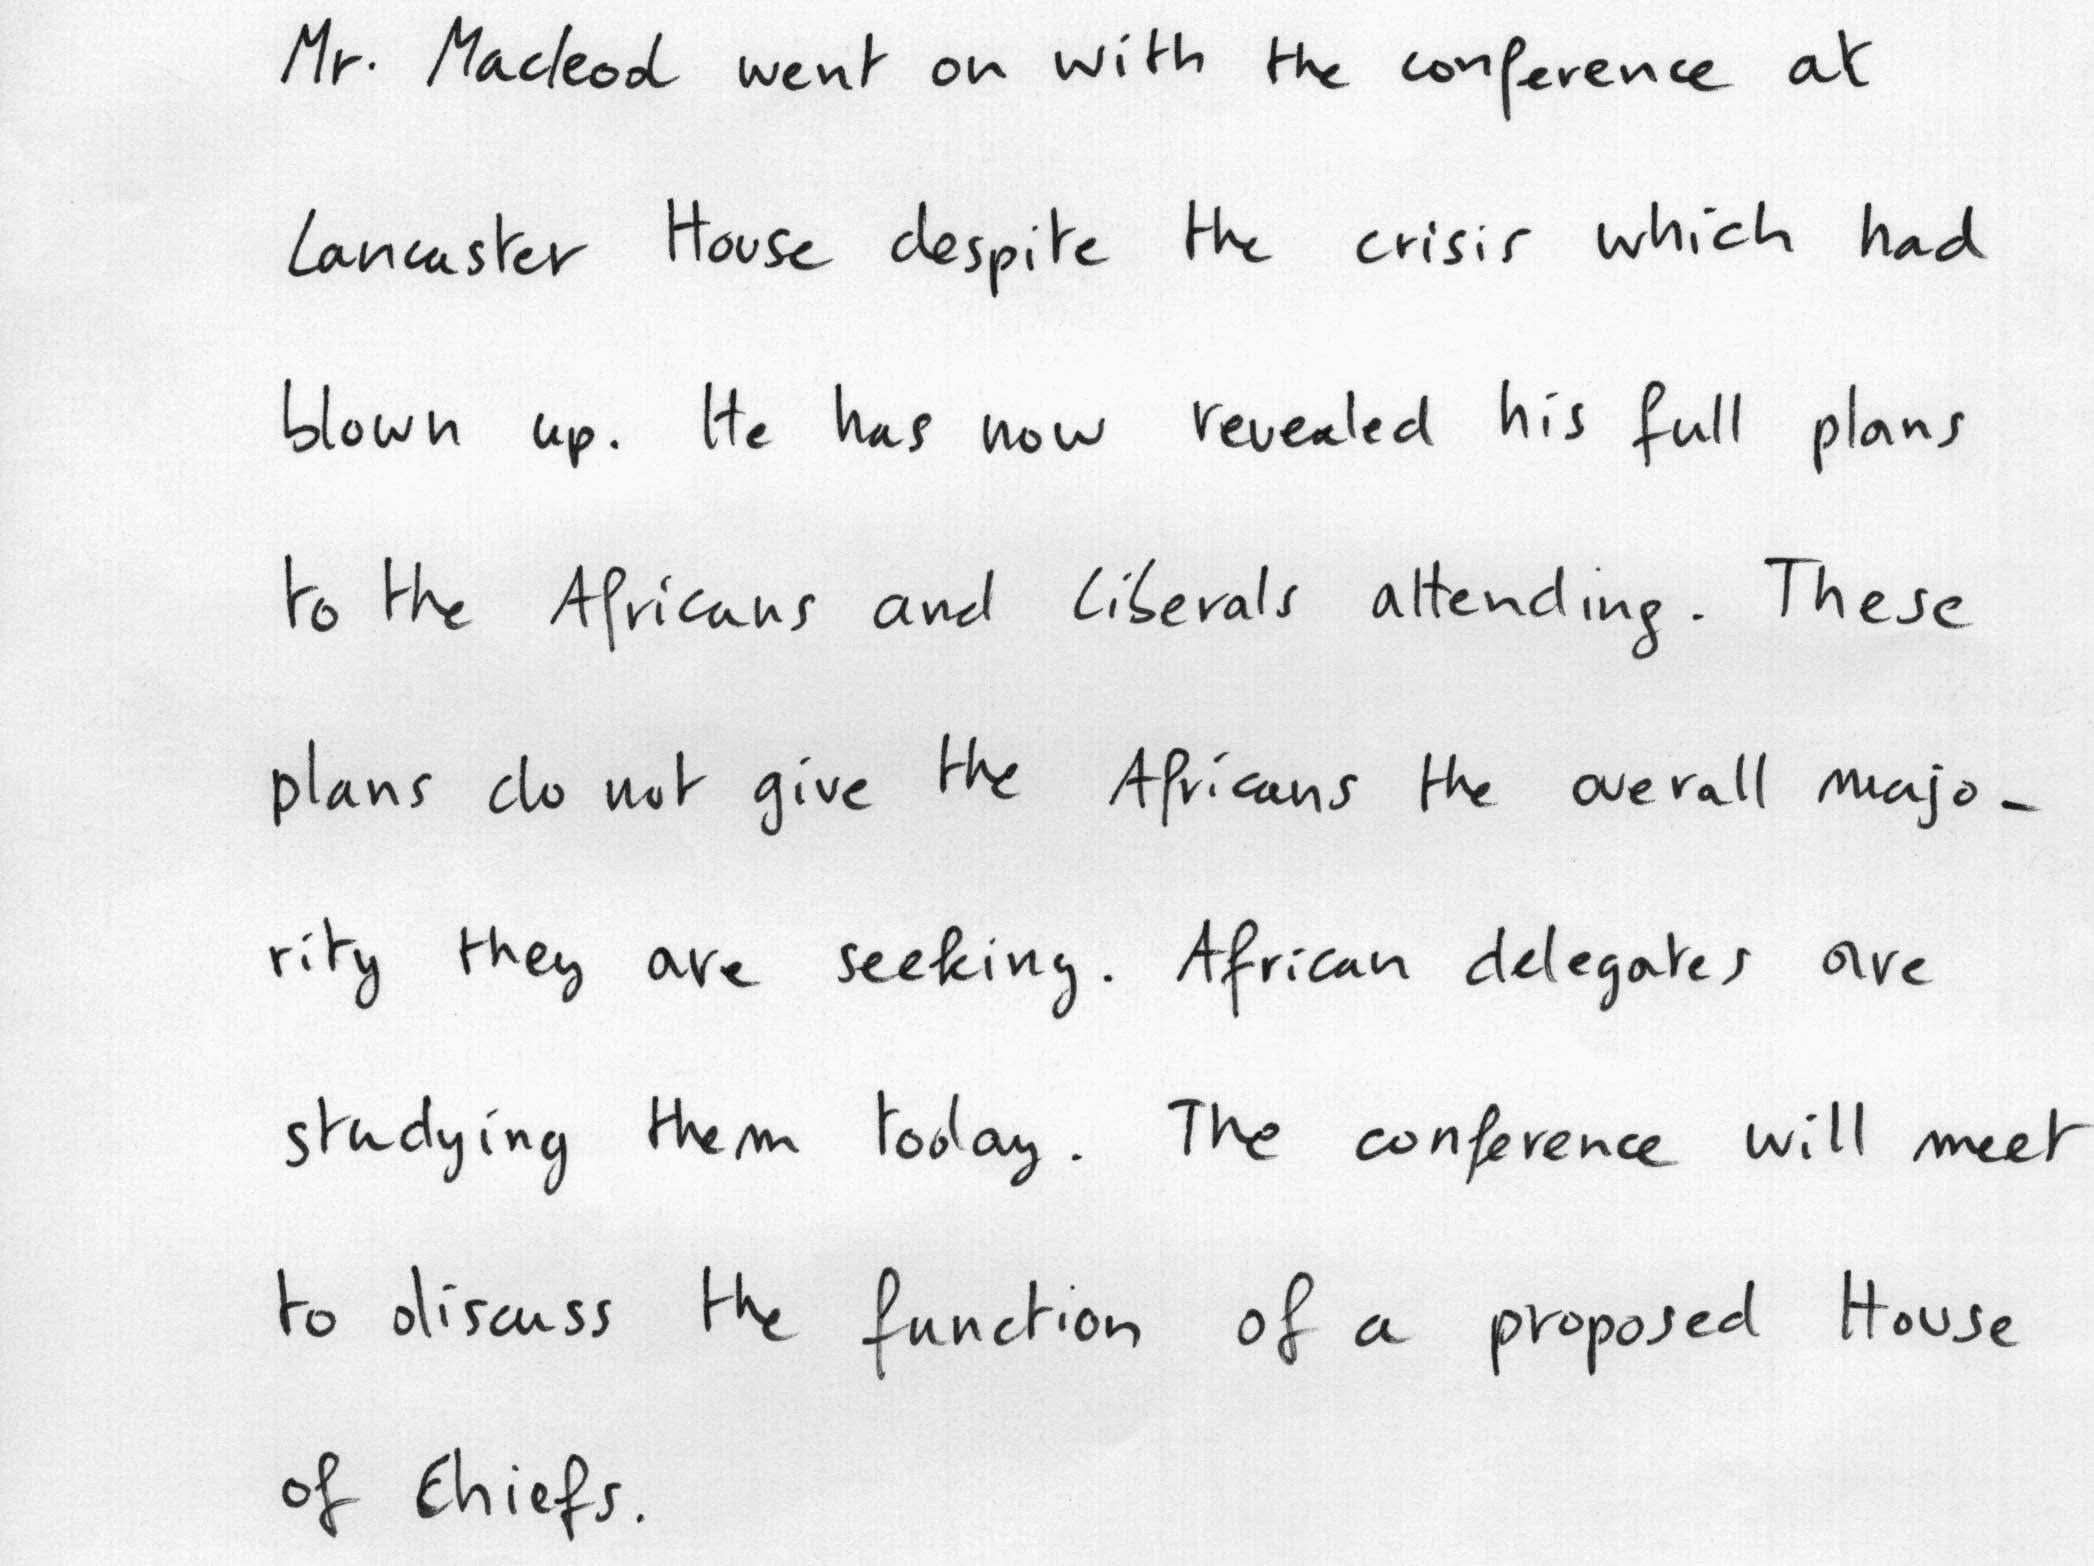 Mr. Macleod went on with the conference at
Lancaster House despite the crisis which had
blown up. He has now revealed his full plans
to the Africans and Liberals attending. These
plans do not give the Africans the overall majo-
rity they are seeking. African delegates are
studying them today. The conference will meet
to discuss the function of a proposed House
of Chiefs.